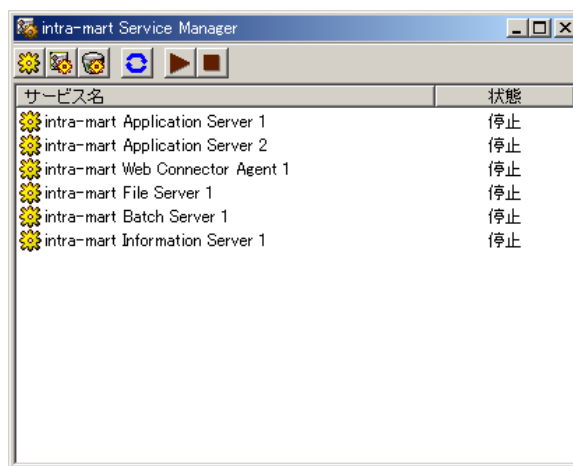 intra-mart Service Manager
サービス名 状態
intra-mart Application Server 1 停止
intra-mart Application Server 2 停止
intra-mart Web Connector Agent 1 停止
intra-mart File Server 1 停止
intra-mart Batch Server 1 停止
intra-mart Information Server 1 停止